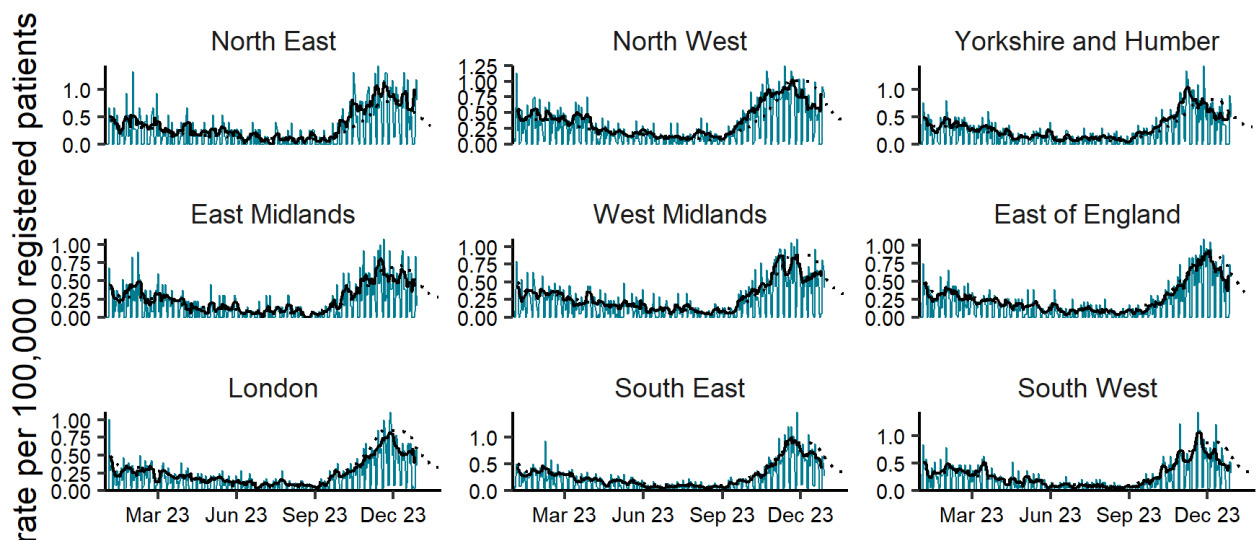 rate per 100,000 registered patients
North East
North West
Yorkshire and Humber
1.0
0.5
0.0
1.25
1.00
0.75
0.50
0.25
0.00
1.0
0.5
0.0
East Midlands
West Midlands
East of England
1.00
0.75
0.50
0.25
0.00
1.00
0.75
0.50
0.25
0.00
1.00
0.75
0.50
0.25
0.00
London
South East
South West
1.00
0.75
0.50
0.25
0.00
1.0
0.5
0.0
1.0
0.5
0.0
Mar 23 Jun 23 Sep 23 Dec 23
Mar 23 Jun 23 Sep 23 Dec 23
Mar 23 Jun 23 Sep 23 Dec 23